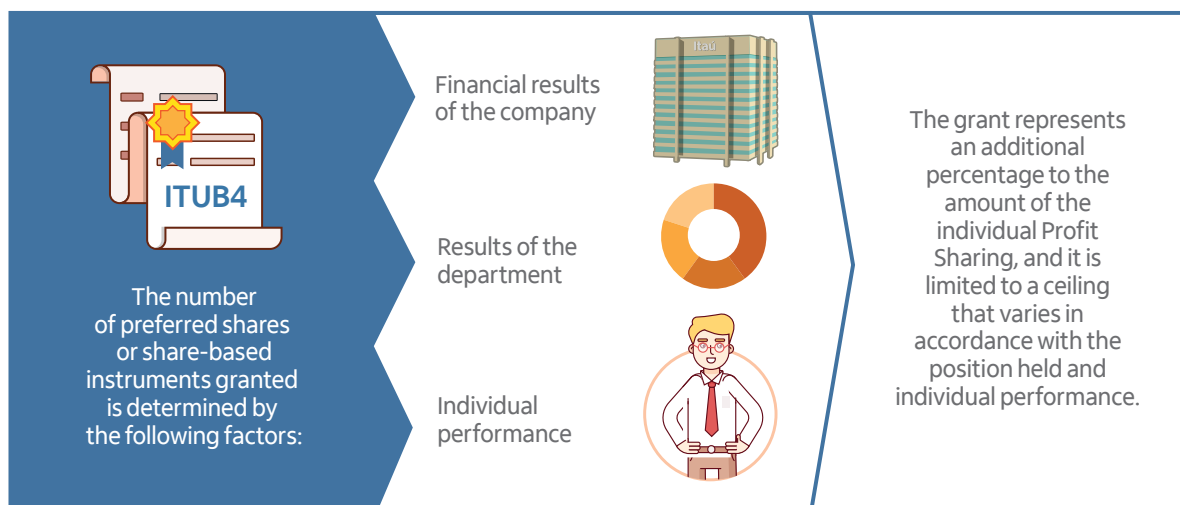 ITUB4
The number
of preferred shares
or share-based
instruments granted
is determined by
the following factors:
Financial results
of the company
Itaú
Results of the
department
Individual
performance
The grant represents
an additional
percentage to the
amount of the
individual Profit
Sharing, and it is
limited to a ceiling
that varies in
accordance with the
position held and
individual performance.